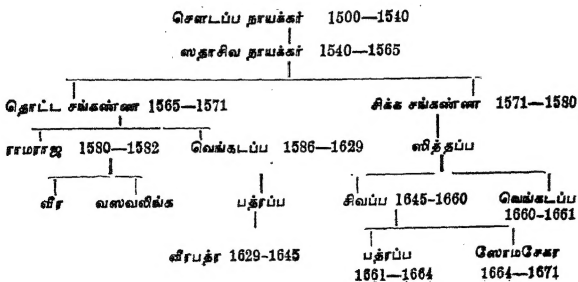 சௌடப்ப நாயக்கர் 1500—1540
ஸதாசிவ நாயக்கர் 1540—1565
தொட்ட சங்கண்ண 1565—1571 சிக்க சங்கண்ண 1571—1580
ராமராஜ 1580—1582 வெங்கடப்ப 1586—1629 ஸித்தப்ப
வீர வஸவலிங்க பத்ரப்ப சிவப்ப 1645-1660 வெங்கடப்ப
1660-1661
வீரபத்ர 1629-1645 பத்ரப்ப ஸோமசேகர
1661—1664 1664—1671